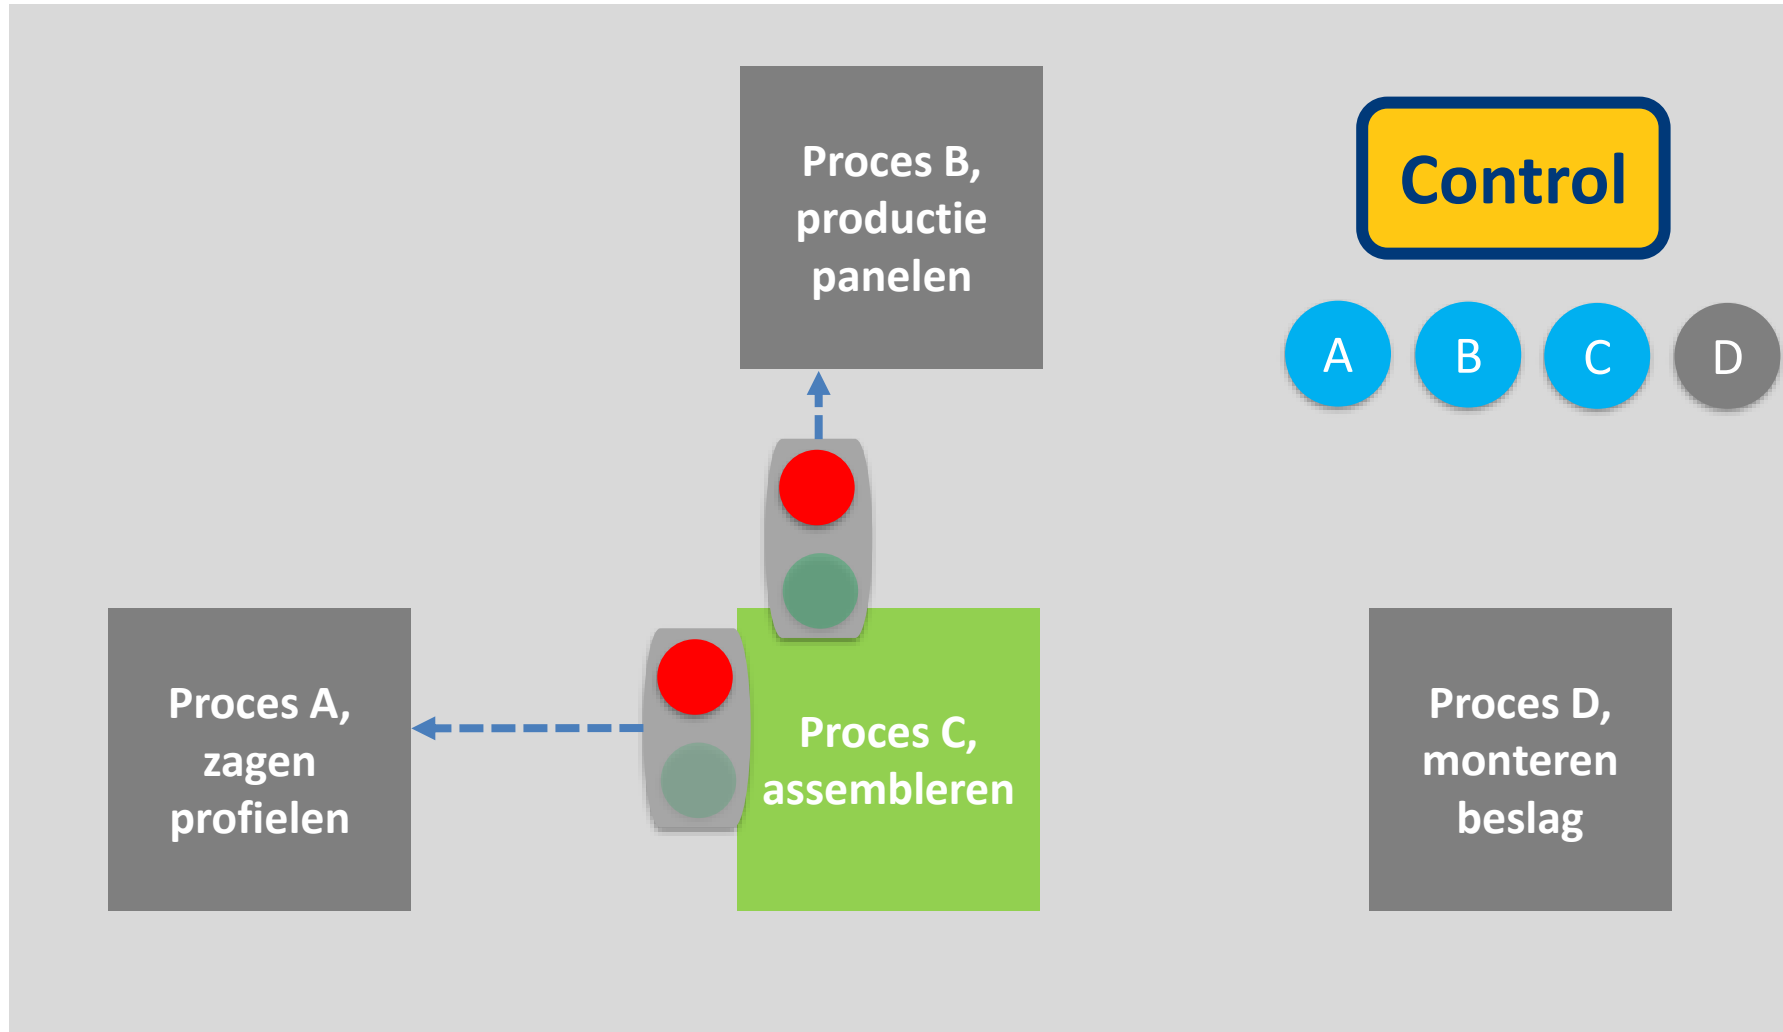 Proces B,
productie
panelen
Control
A
B
C
D
Proces A,
zagen
profielen
Proces C,
assembleren
Proces D,
monteren
beslag